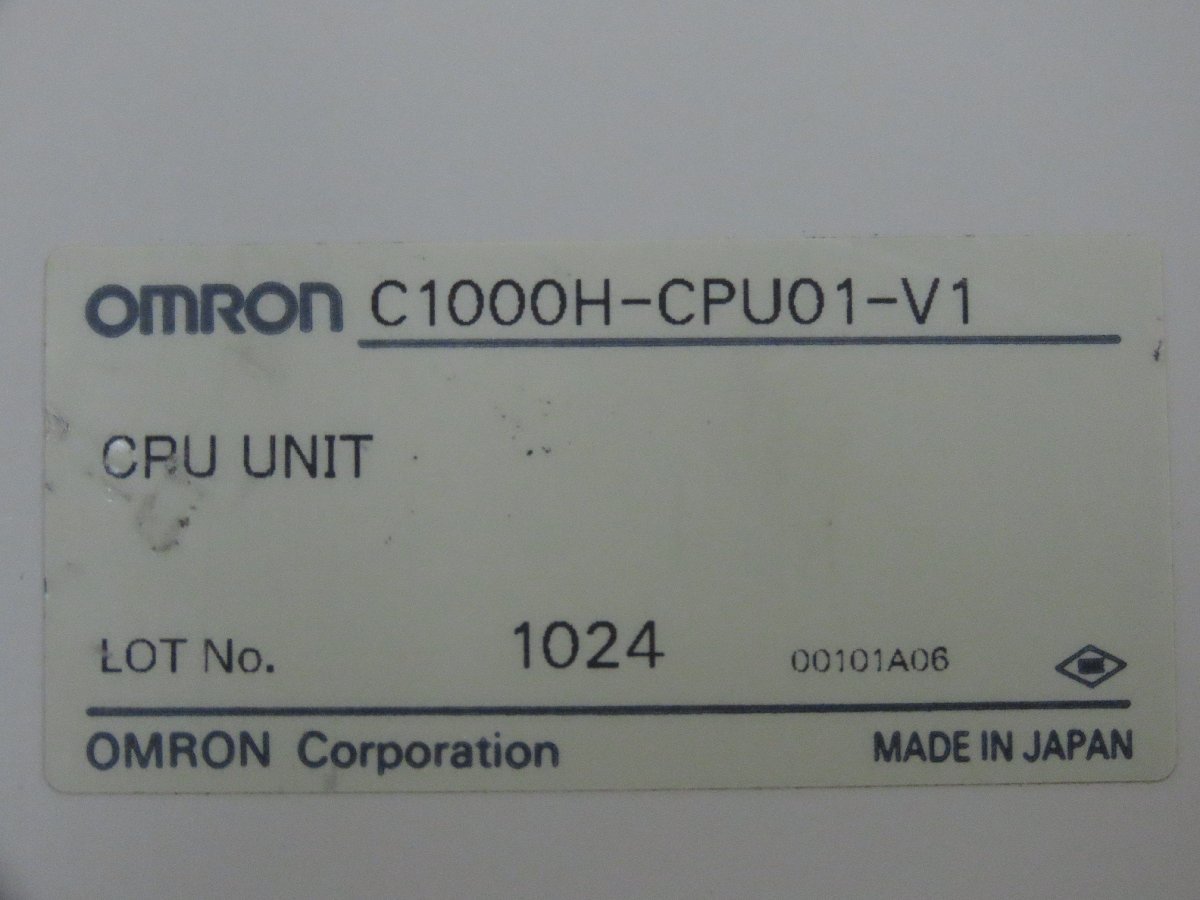 OMRON C1000H-CPU01-V1
CPU UNIT
LOT No. 1024 00101A06
OMRON Corporation MADE IN JAPAN